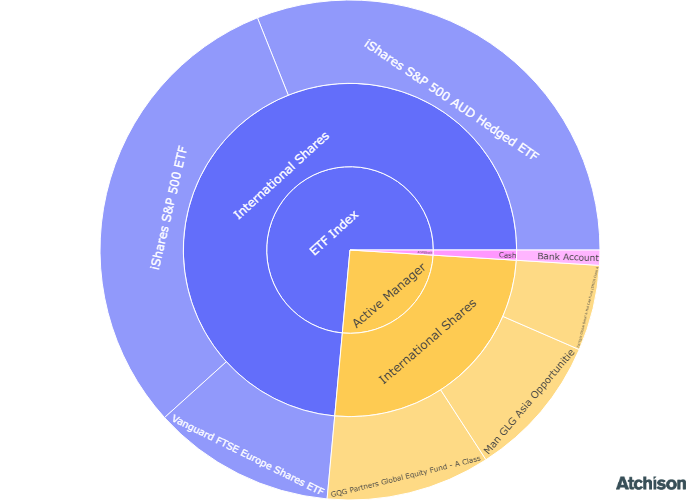 iShares S&P 500 AUD Hedged ETF
International Shares
iShares S&P 500 ETF
ETF Index
Cash
Bank Account
Active Manager
International Shares
Man GLG Asia Opportunitie
Vanguard FTSE Europe Shares ETF
GQG Partners Global Equity Fund - A Class
Atchison